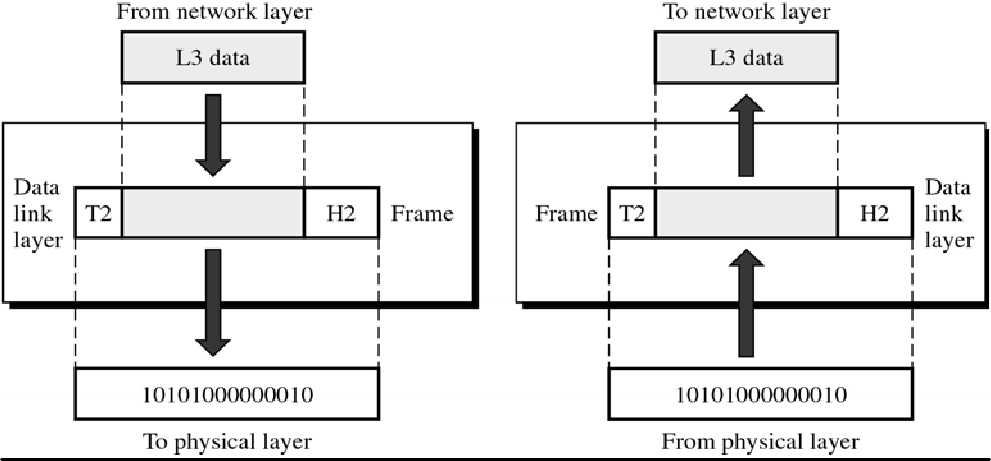 From network layer
L3 data
Data
link
layer
T2
H2
Frame
10101000000010
To physical layer
To network layer
L3 data
Frame
T2
H2
Data
link
layer
10101000000010
From physical layer